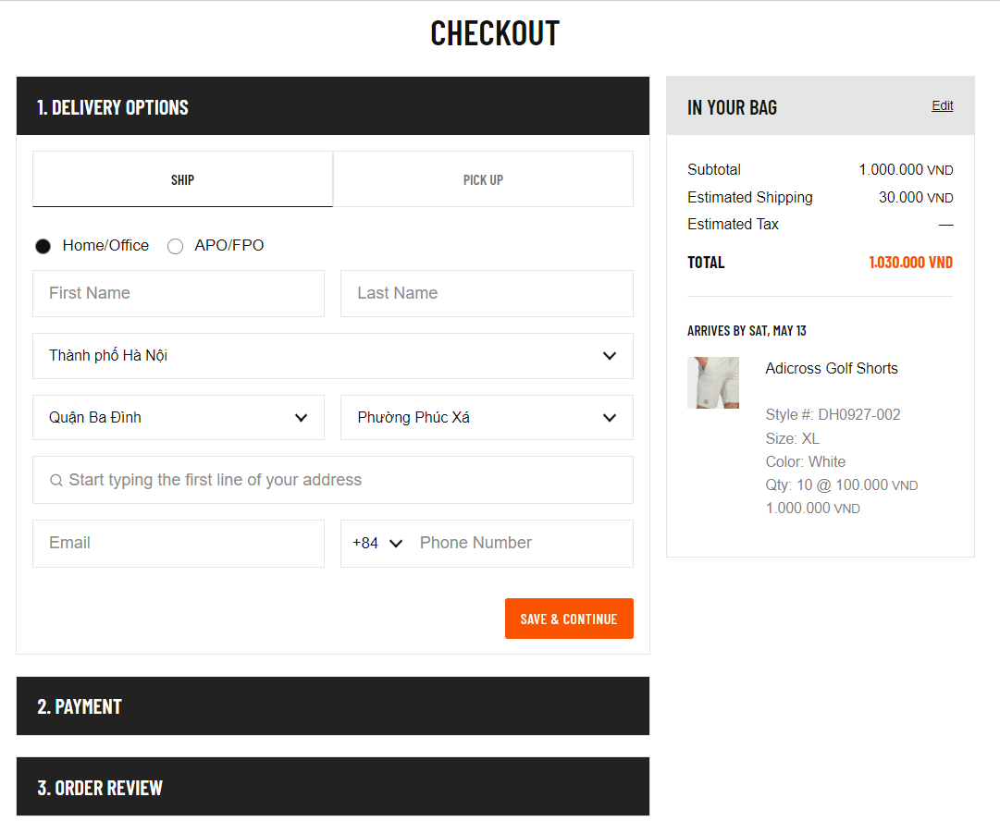 CHECKOUT
1. DELIVERY OPTIONS
SHIP
PICK UP
Home/Office
APO/FPO
First Name
Last Name
Thành phố Hà Nội
Quận Ba Đình
Phường Phúc Xá
Start typing the first line of your address
Email
+84
Phone Number
SAVE & CONTINUE
2. PAYMENT
3. ORDER REVIEW
IN YOUR BAG
Edit
Subtotal 1.000.000 VND
Estimated Shipping 30.000 VND
Estimated Tax —
TOTAL 1.030.000 VND
ARRIVES BY SAT, MAY 13
Adicross Golf Shorts
Style #: DH0927-002
Size: XL
Color: White
Qty: 10 @ 100.000 VND
1.000.000 VND